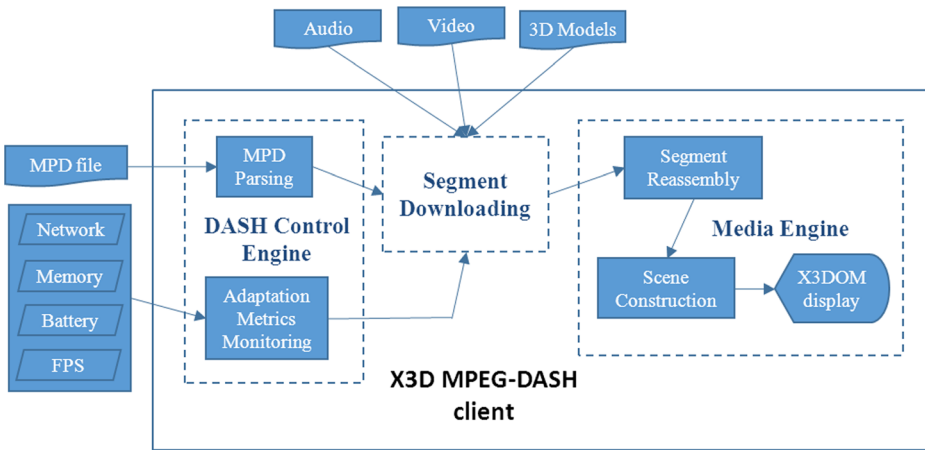 Audio
Video
3D Models
MPD file
MPD
Parsing
Segment
Downloading
Segment
Reassembly
Network
Memory
Battery
FPS
DASH Control
Engine
Adaptation
Metrics
Monitoring
Media Engine
Scene
Construction
X3DOM
display
X3D MPEG-DASH
client